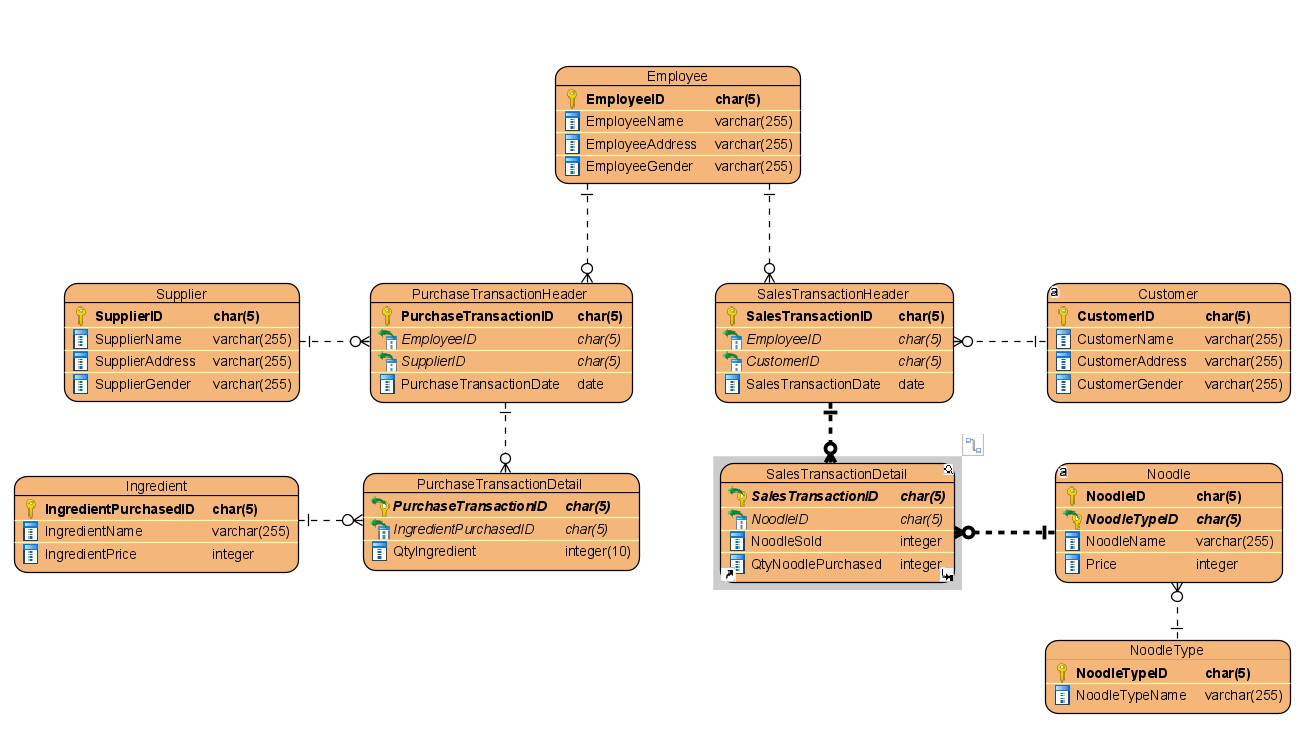 Employee
EmployeeID char(5)
EmployeeName varchar(255)
EmployeeAddress varchar(255)
EmployeeGender varchar(255)
Supplier
SupplierID char(5)
SupplierName varchar(255)
SupplierAddress varchar(255)
SupplierGender varchar(255)
PurchaseTransactionHeader
PurchaseTransactionID char(5)
EmployeeID char(5)
SupplierID char(5)
PurchaseTransactionDate date
SalesTransactionHeader
SalesTransactionID char(5)
EmployeeID char(5)
CustomerID char(5)
SalesTransactionDate date
a
Customer
CustomerID char(5)
CustomerName varchar(255)
CustomerAddress varchar(255)
CustomerGender varchar(255)
Ingredient
IngredientPurchasedID char(5)
IngredientName varchar(255)
IngredientPrice integer
PurchaseTransactionDetail
PurchaseTransactionID char(5)
IngredientPurchasedID char(5)
QtyIngredient integer(10)
SalesTransactionDetail
SalesTransactionID char(5)
NoodleID char(5)
NoodleSold integer
QtyNoodlePurchased integer
a
Noodle
NoodleID char(5)
NoodleTypeID char(5)
NoodleName varchar(255)
Price integer
NoodleType
NoodleTypeID char(5)
NoodleTypeName varchar(255)